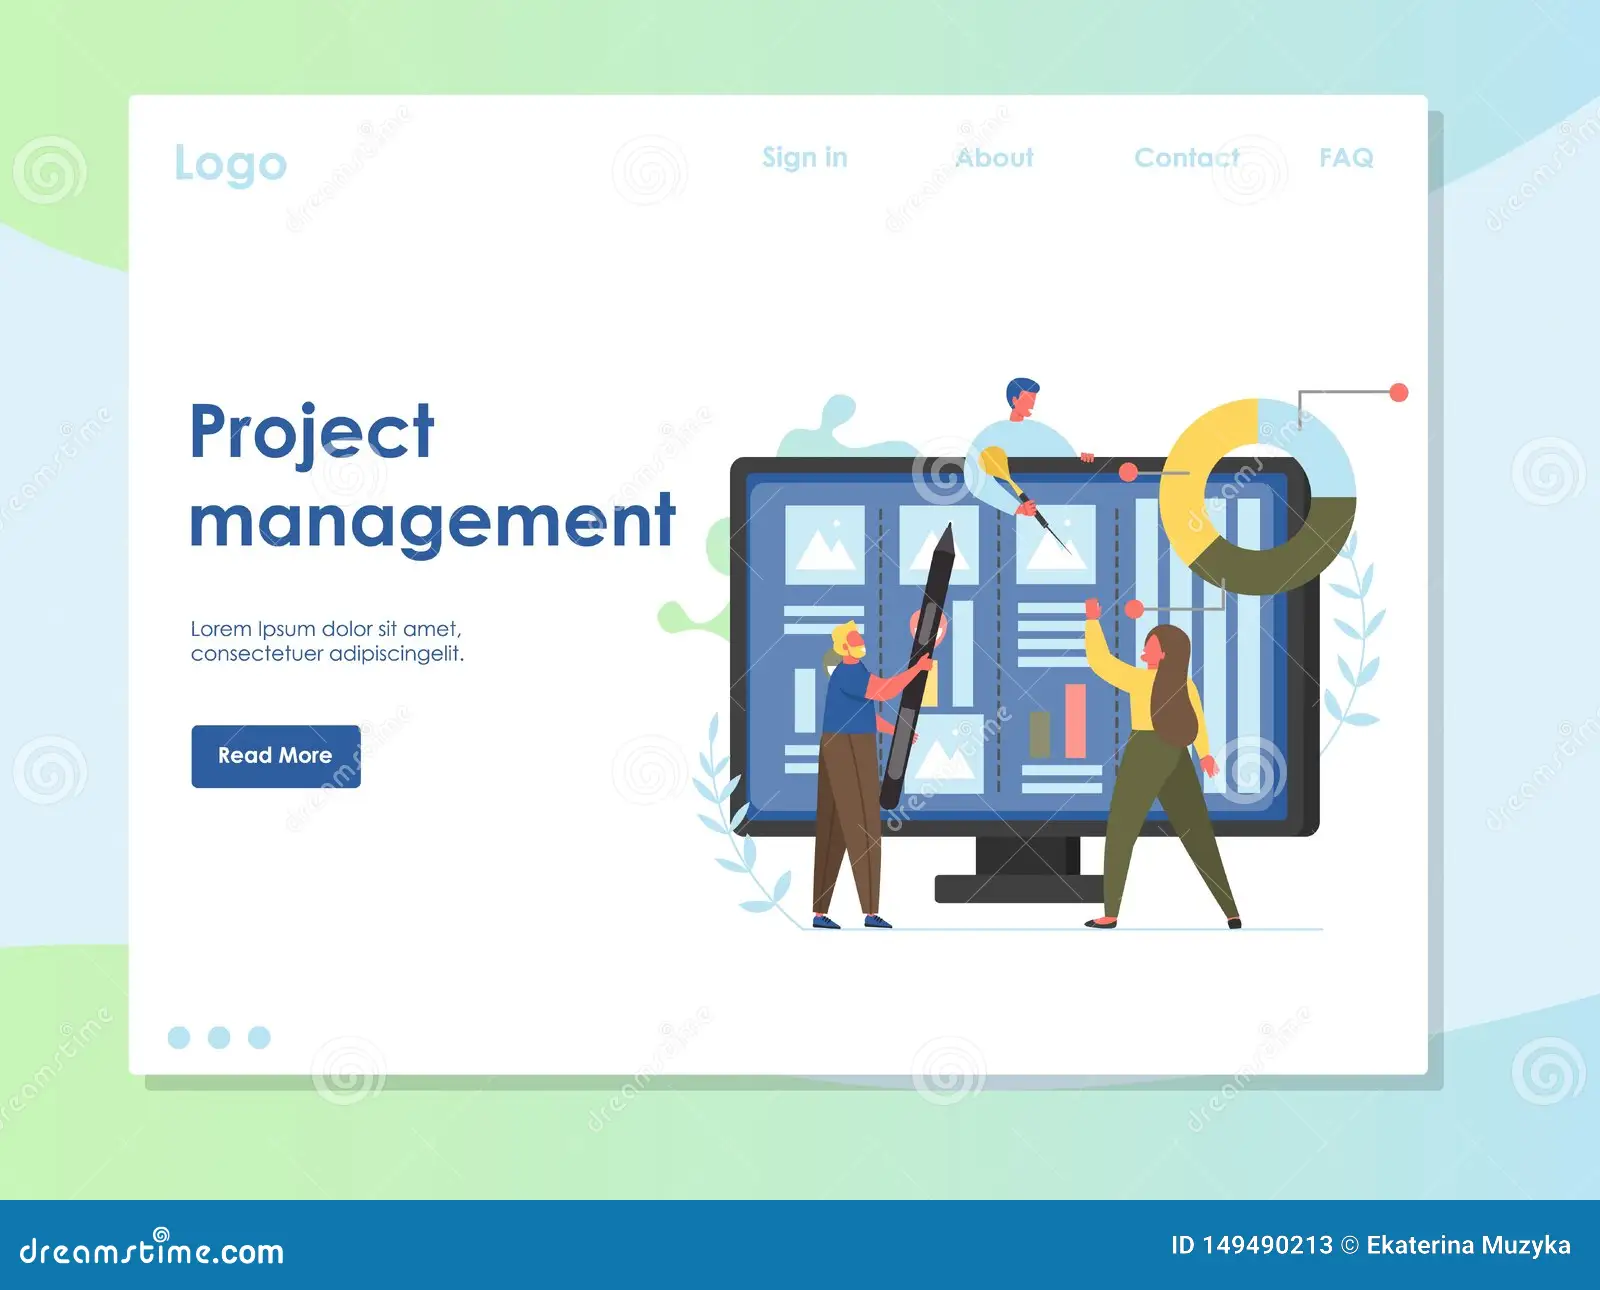 Logo
Sign in About Contact FAQ
Project
management
Lorem Ipsum dolor sit amet,
consectetuer adipiscingelit.
Read More
dreamstime.com
ID 149490213 © Ekaterina Muzyka